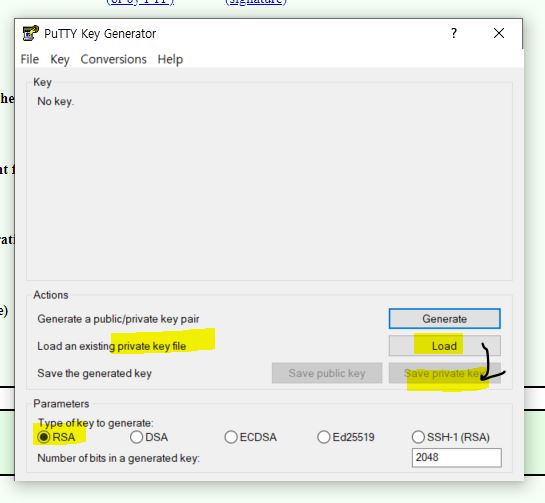 (or by FTP)
(signature)
PuTTY Key Generator
?
File Key Conversions Help
Key
No key.
Actions
Generate a public/private key pair
Generate
Load an existing private key file
Load
Save the generated key
Save public key
Save private key
Parameters
Type of key to generate:
RSA
DSA
ECDSA
Ed25519
SSH-1 (RSA)
Number of bits in a generated key:
2048